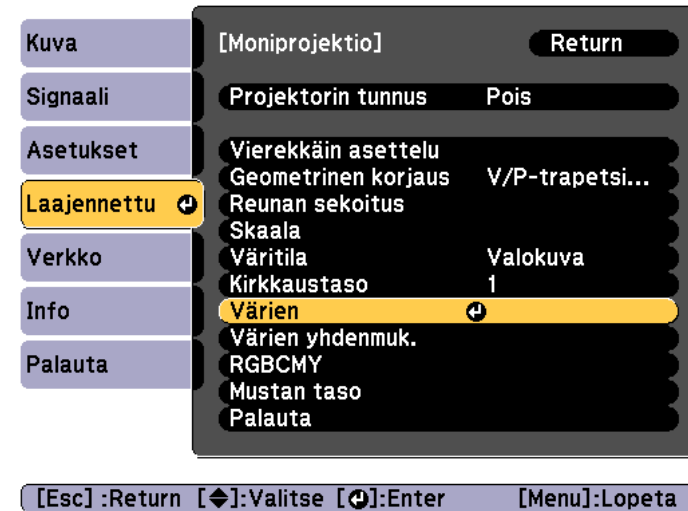 Kuva
Signaali
Asetukset
Laajennettu
Verkko
Info
Palauta
[Moniprojektio] Return
Projektorin tunnus Pois
Vierekkäin asettelu
Geometrinen korjaus V/P-trapetsi...
Reunan sekoitus
Skaala
Väritila Valokuva
Kirkkaustaso 1
Värien
Värien yhdenmuk.
RGBCMY
Mustan taso
Palauta
[Esc] :Return [◆]:Valitse [↵]:Enter [Menu]:Lopeta